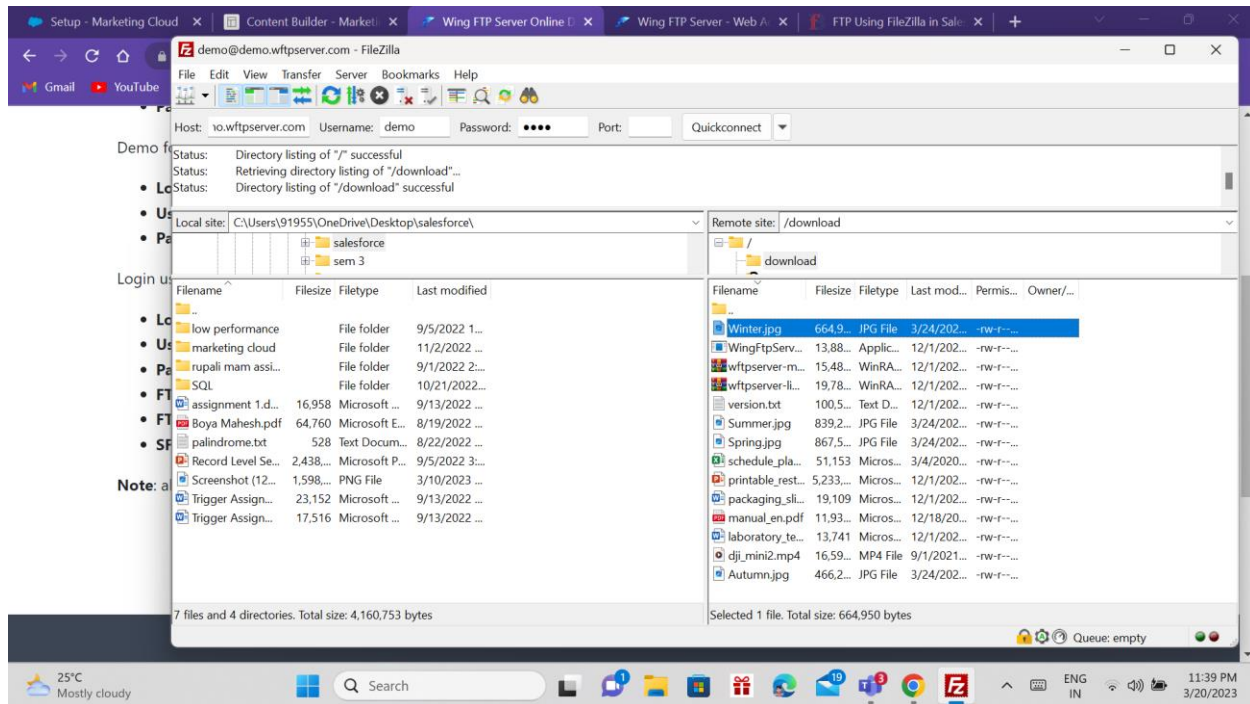 Setup - Marketing Cloud
Content Builder - Marketi
Wing FTP Server Online D
Wing FTP Server - Web A
FTP Using FileZilla in Sale
Gmail
YouTube
demo@demo.wftpserver.com - FileZilla
File Edit View Transfer Server Bookmarks Help
Host: wftpserver.com Username: demo Password: ●●●● Port: Quickconnect
Status: Directory listing of "/" successful
Status: Retrieving directory listing of "/download"...
Status: Directory listing of "/download" successful
Local site: C:\Users\91955\OneDrive\Desktop\salesforce\
salesforce
sem 3
Filename Filesize Filetype Last modified
..
low performance File folder 9/5/2022 1...
marketing cloud File folder 11/2/2022 ...
rupali mam assi... File folder 9/1/2022 2:...
SQL File folder 10/21/2022...
assignment 1.d... 16,958 Microsoft ... 9/13/2022 ...
Boya Mahesh.pdf 64,760 Microsoft E... 8/19/2022 ...
palindrome.txt 528 Text Docum... 8/22/2022 ...
Record Level Se... 2,438,... Microsoft P... 9/5/2022 3:...
Screenshot (12... 1,598,... PNG File 3/10/2023 ...
Trigger Assign... 23,152 Microsoft ... 9/13/2022 ...
Trigger Assign... 17,516 Microsoft ... 9/13/2022 ...
7 files and 4 directories. Total size: 4,160,753 bytes
Remote site: /download
/
download
Filename Filesize Filetype Last mod... Permis... Owner/...
..
Winter.jpg 664,9... JPG File 3/24/202... -rw-r--...
WingFtpServ... 13,88... Applic... 12/1/202... -rw-r--...
wftpserver-m... 15,48... WinRA... 12/1/202... -rw-r--...
wftpserver-li... 19,78... WinRA... 12/1/202... -rw-r--...
version.txt 100,5... Text D... 12/1/202... -rw-r--...
Summer.jpg 839,2... JPG File 3/24/202... -rw-r--...
Spring.jpg 867,5... JPG File 3/24/202... -rw-r--...
schedule_pla... 51,153 Micros... 3/4/2020... -rw-r--...
printable_rest... 5,233,... Micros... 12/1/202... -rw-r--...
packaging_sli... 19,109 Micros... 12/1/202... -rw-r--...
manual_en.pdf 11,93... Micros... 12/18/20... -rw-r--...
laboratory_te... 13,741 Micros... 12/1/202... -rw-r--...
dji_mini2.mp4 16,59... MP4 File 9/1/2021... -rw-r--...
Autumn.jpg 466,2... JPG File 3/24/202... -rw-r--...
Selected 1 file. Total size: 664,950 bytes
Queue: empty
Demo fo
Lo
Us
Pa
Login us
Lo
Us
Pa
FT
FT
SF
Note: al
25°C
Mostly cloudy
Search
1
19
3
ENG
IN
11:39 PM
3/20/2023